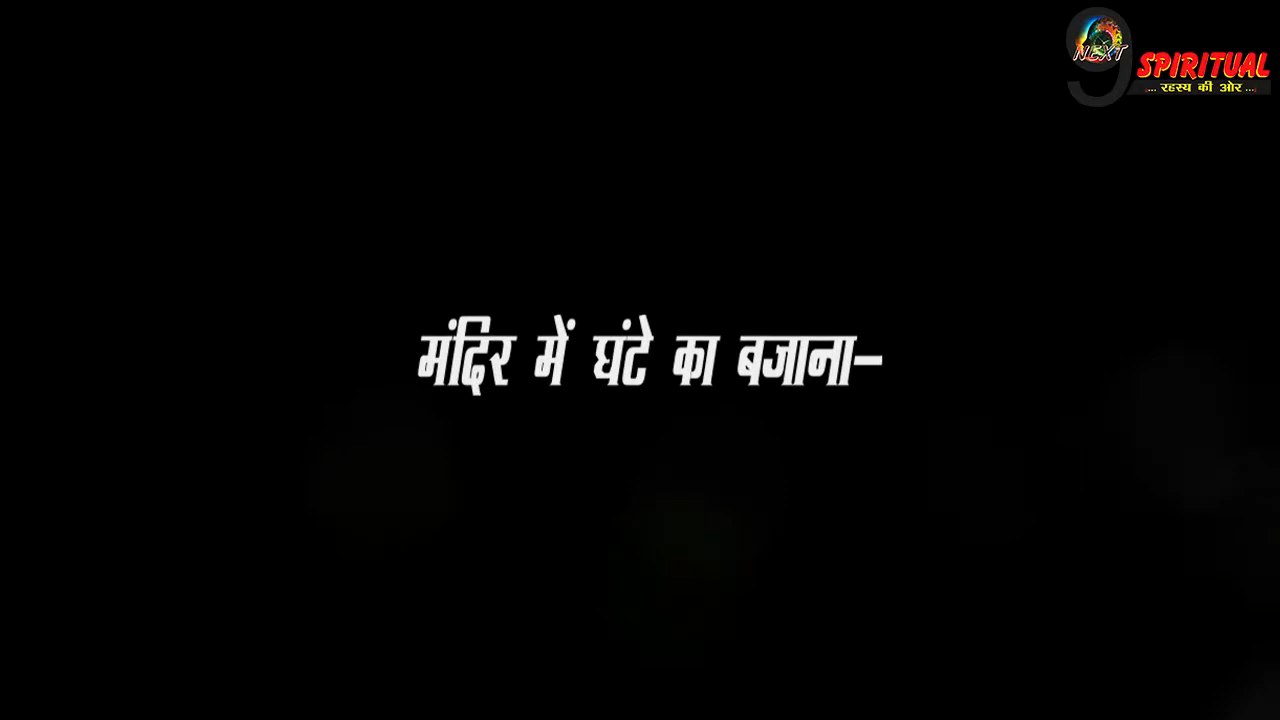 9
NEXT
SPIRITUAL
... रहस्य की ओर ...
मंदिर में घंटे का बजाना-